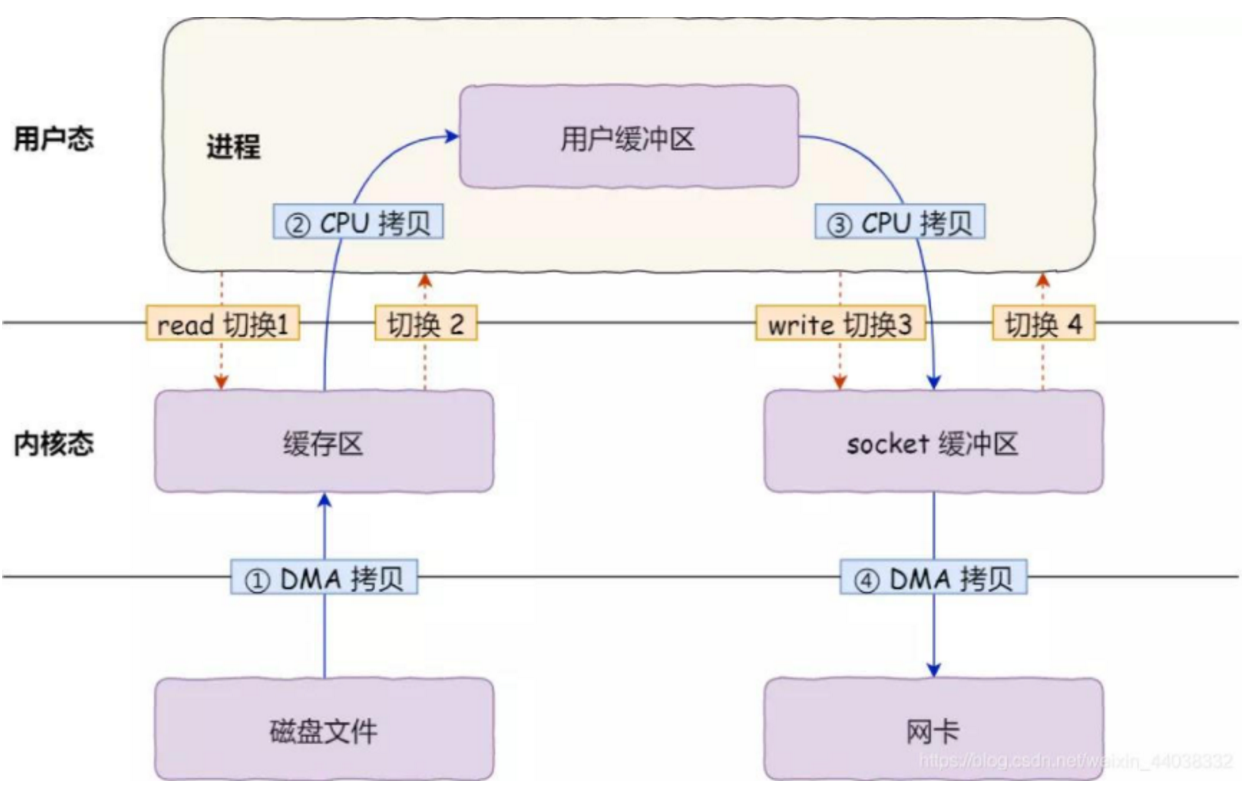 用户态
进程
用户缓冲区
② CPU 拷贝
③ CPU 拷贝
read 切换1
切换 2
write 切换3
切换 4
内核态
缓存区
socket 缓冲区
① DMA 拷贝
④ DMA 拷贝
磁盘文件
网卡
https://blog.csdn.net/weixin_44038332